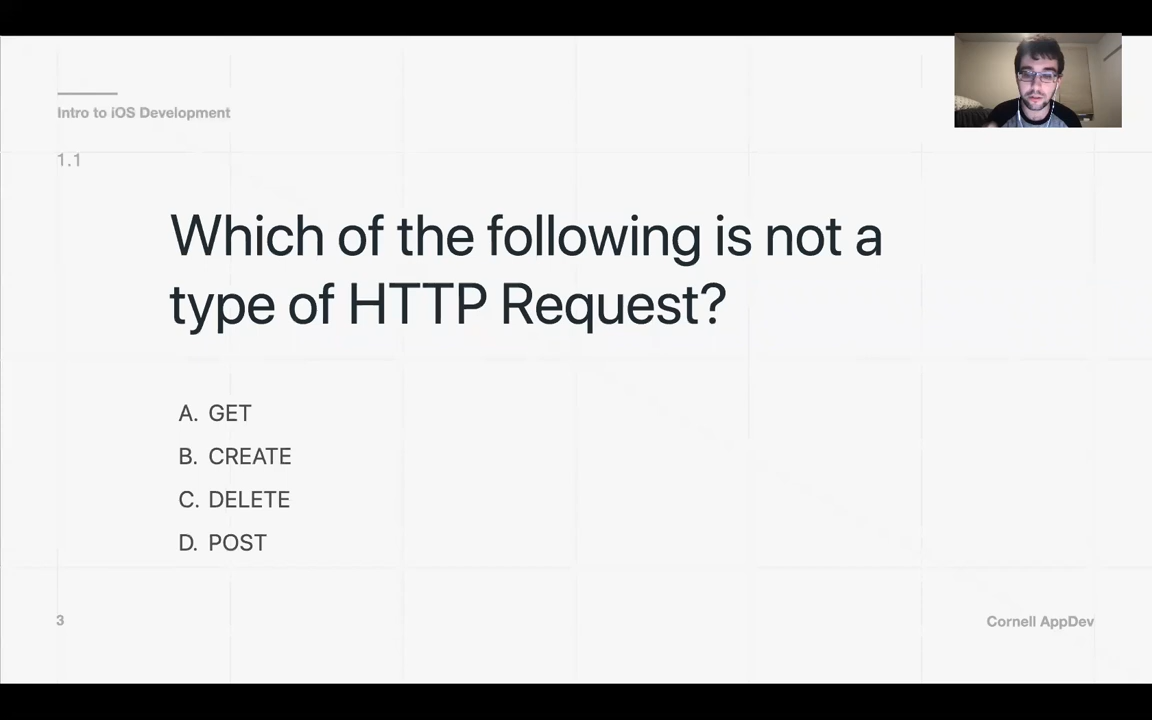 Intro to iOS Development
1.1
Which of the following is not a
type of HTTP Request?
A. GET
B. CREATE
C. DELETE
D. POST
3
Cornell AppDev